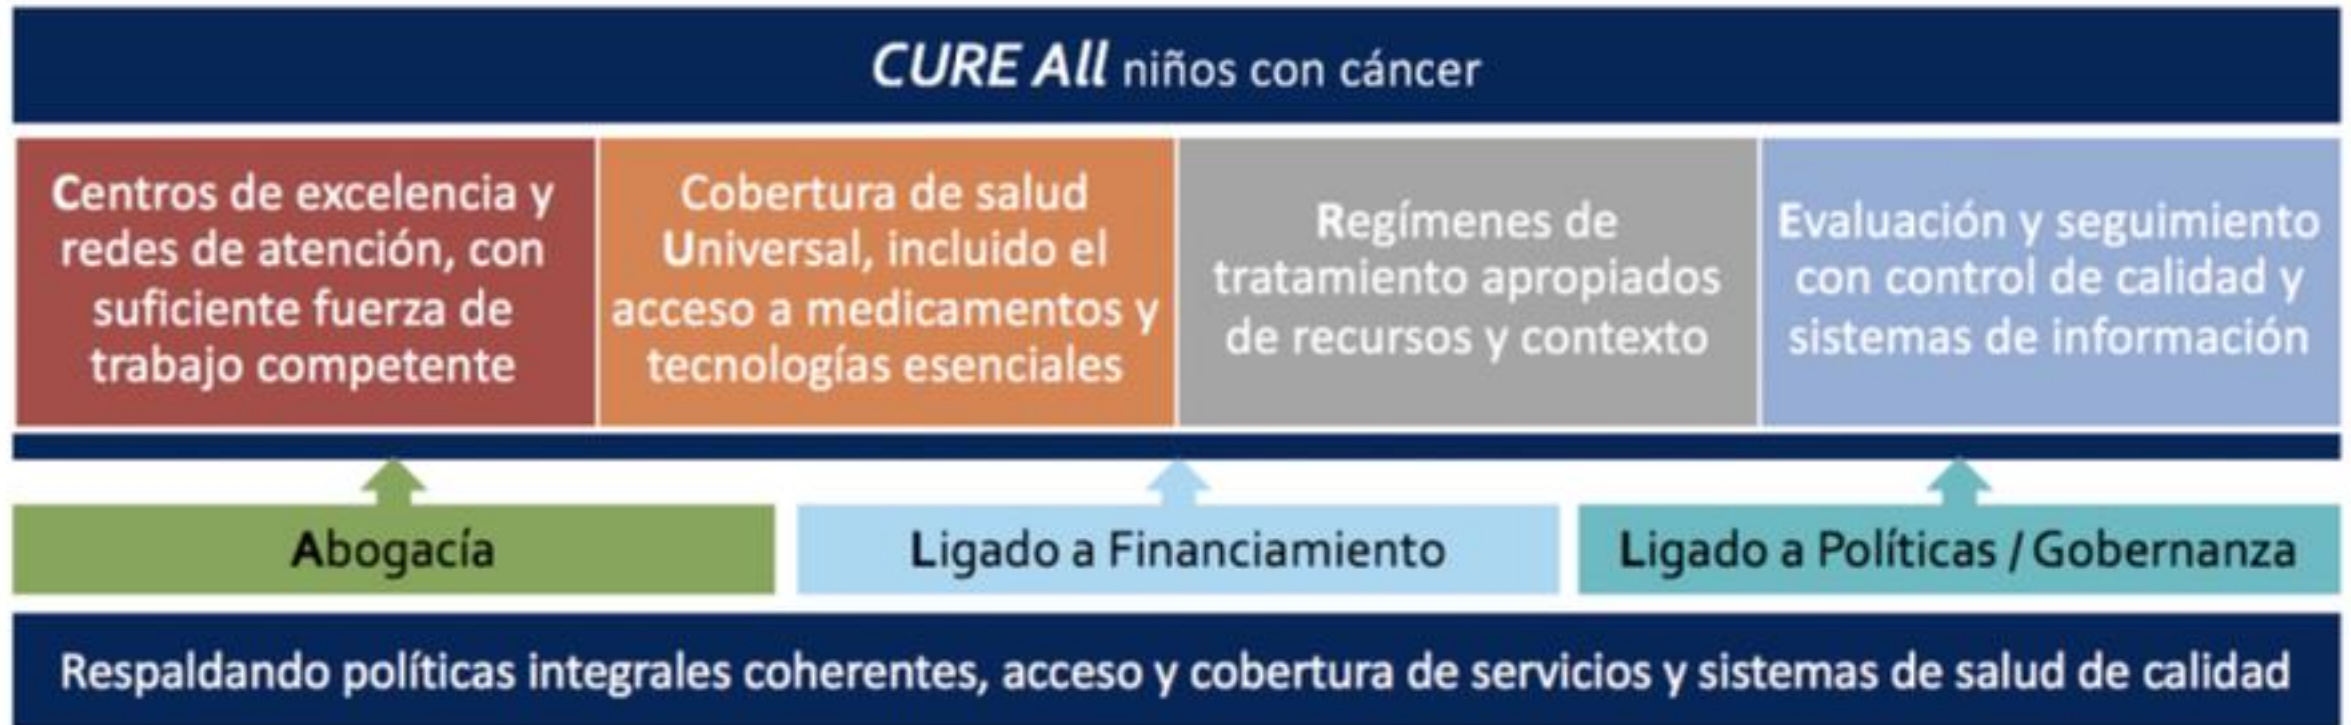 CURE All niños con cáncer
Centros de excelencia y
redes de atención, con
suficiente fuerza de
trabajo competente
Cobertura de salud
Universal, incluido el
acceso a medicamentos y
tecnologías esenciales
Regímenes de
tratamiento apropiados
de recursos y contexto
Evaluación y seguimiento
con control de calidad y
sistemas de información
Abogacía
Ligado a Financiamiento
Ligado a Políticas / Gobernanza
Respaldando políticas integrales coherentes, acceso y cobertura de servicios y sistemas de salud de calidad